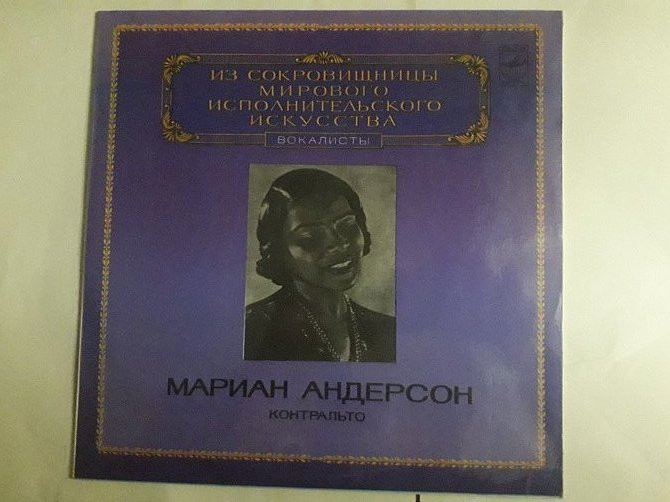 ИЗ СОКРОВИЩНИЦЫ
МИРОВОГО
ИСПОЛНИТЕЛЬСКОГО
ИСКУССТВА
ВОКАЛИСТЫ
МАРИАН АНДЕРСОН
КОНТРАЛЬТО